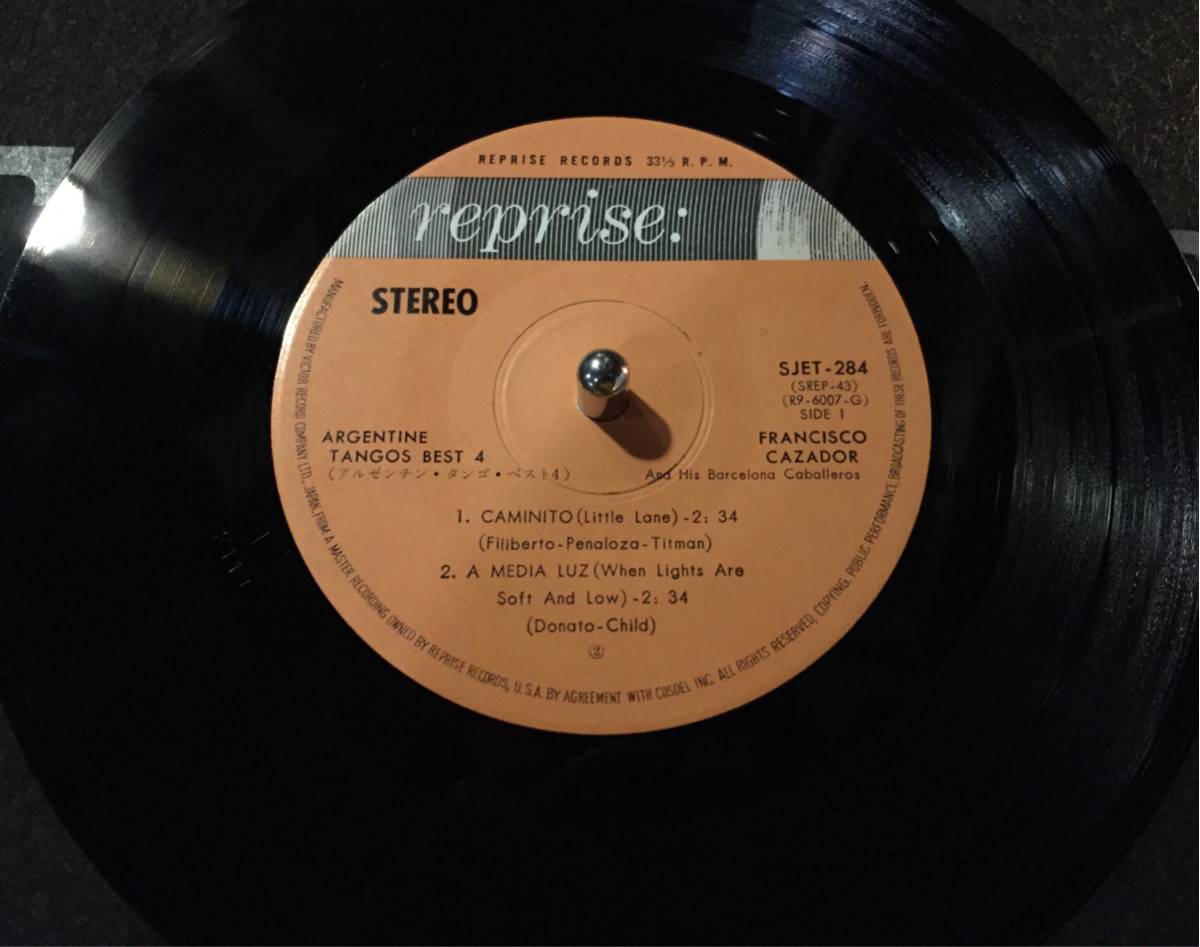 REPRISE RECORDS 33⅓ R. P. M.
reprise:
STEREO
SJET-284
(SREP-43)
(R9-6007-G)
SIDE 1
ARGENTINE
TANGOS BEST 4
(アルゼンチン・タンゴ・ベスト4)
FRANCISCO
CAZADOR
And His Barcelona Caballeros
1. CAMINITO(Little Lane)-2: 34
(Filiberto-Penaloza-Titman)
2. A MEDIA LUZ(When Lights Are
Soft And Low)-2: 34
(Donato-Child)
②
MANUFACTURED BY VICTOR RECORD COMPANY LTD., JAPAN. FROM A MASTER RECORDING OWNED BY REPRISE RECORDS, U.S.A. BY AGREEMENT WITH COSDEL INC. ALL RIGHTS RESERVED, COPYING, PUBLIC PERFORMANCE, BROADCASTING OF THESE RECORDS ARE FORBIDDEN.